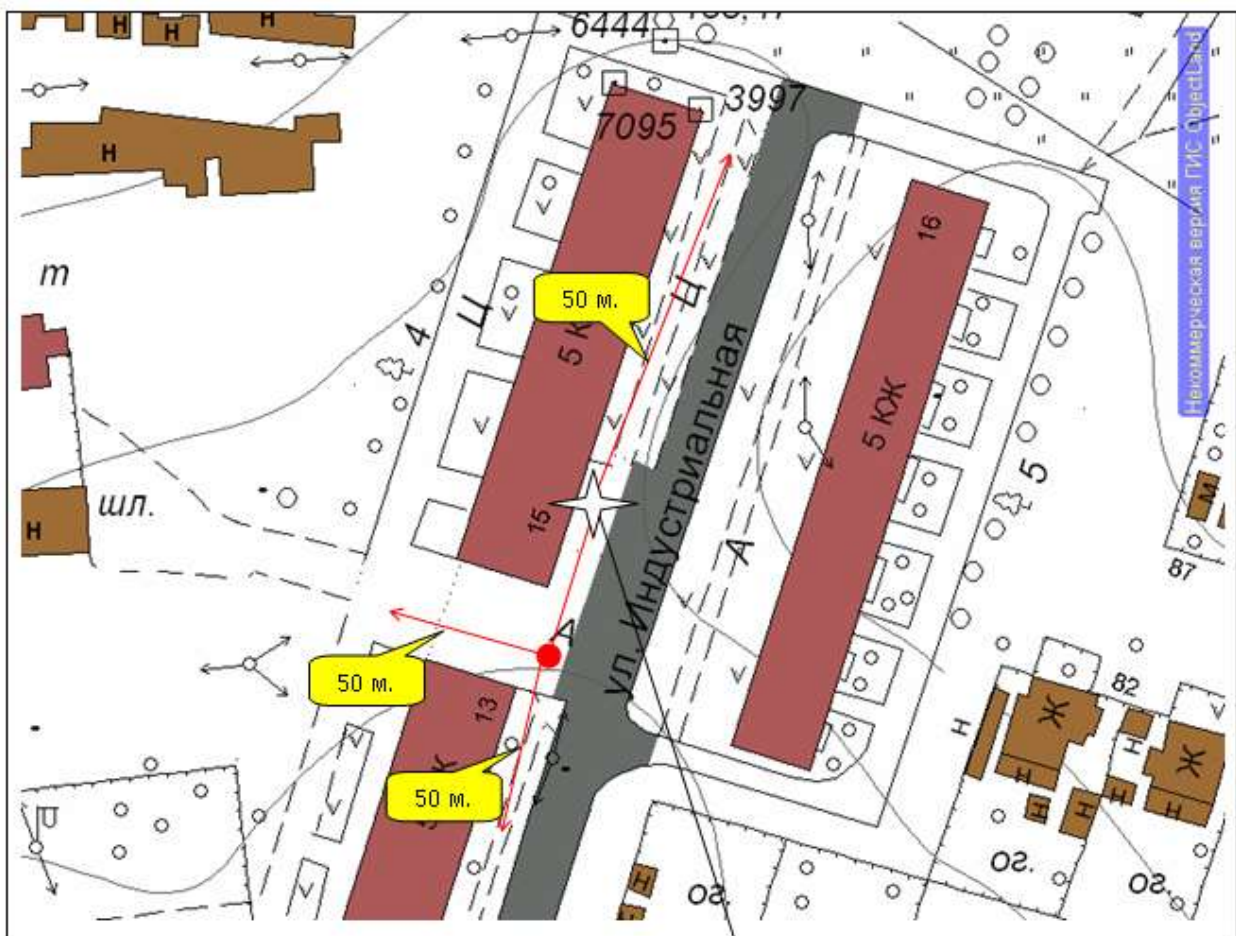 Н
Н
Н
6444
3997
7095
Н
16
т
4
Ц
50 м.
Ц
5 К
ул. Индустриальная
5 КЖ
5
Некоммерческая версия ГИС ObjectLand
шл.
Н
15
А
М
87
А
50 м.
13
82
Ж
Н
Н
Ж
50 м.
К
Н
Н
Н
Н
Н
Н
ог.
ог.
ог.